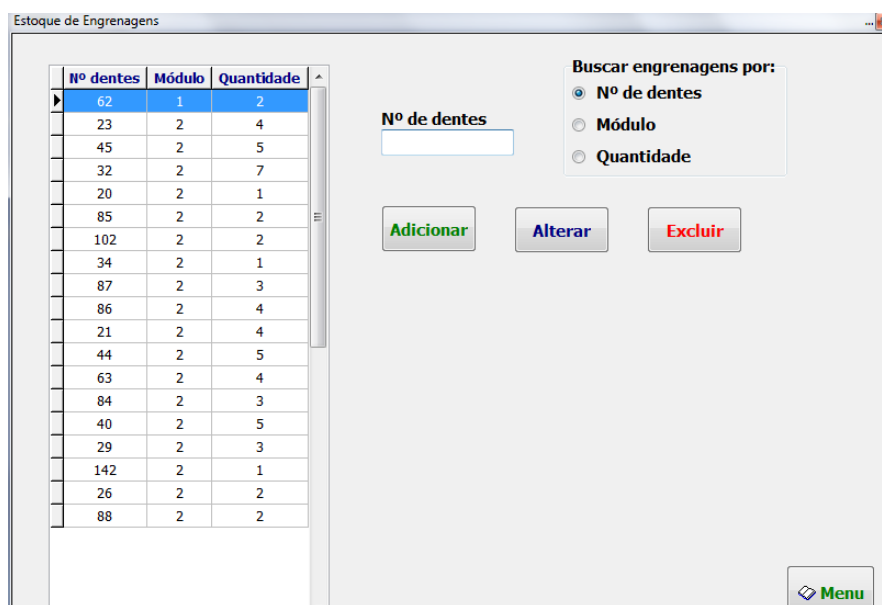 Estoque de Engrenagens
...
Nº dentes Módulo Quantidade
62 1 2
23 2 4
45 2 5
32 2 7
20 2 1
85 2 2
102 2 2
34 2 1
87 2 3
86 2 4
21 2 4
44 2 5
63 2 4
84 2 3
40 2 5
29 2 3
142 2 1
26 2 2
88 2 2
Nº de dentes
Buscar engrenagens por:
Nº de dentes
Módulo
Quantidade
Adicionar
Alterar
Excluir
Menu